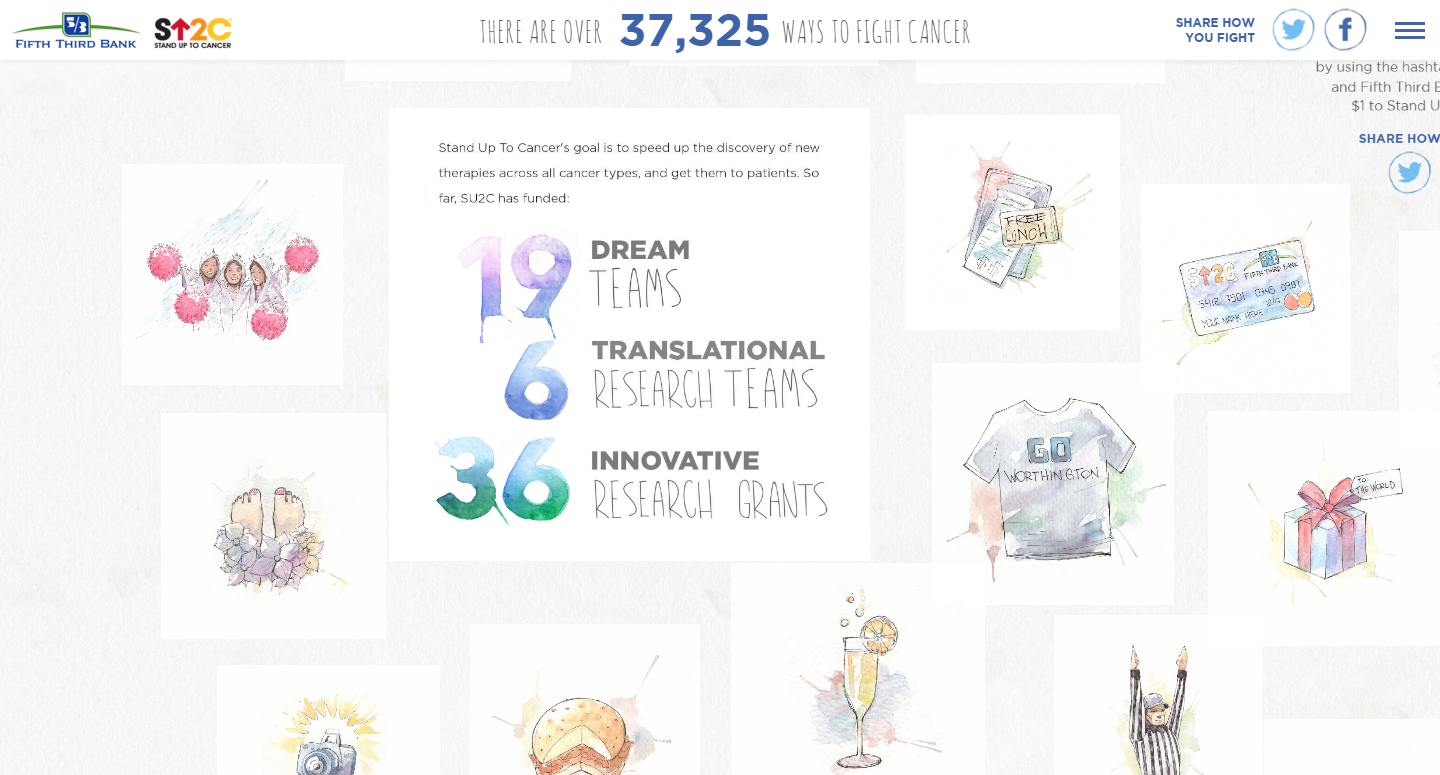 5/3
FIFTH THIRD BANK
SU2C
STAND UP TO CANCER
THERE ARE OVER 37,325 WAYS TO FIGHT CANCER
SHARE HOW
YOU FIGHT
by using the hashta
and Fifth Third B
$1 to Stand U
SHARE HOW
Stand Up To Cancer's goal is to speed up the discovery of new
therapies across all cancer types, and get them to patients. So
far, SU2C has funded:
19 DREAM
TEAMS
6 TRANSLATIONAL
RESEARCH TEAMS
36 INNOVATIVE
RESEARCH GRANTS
FREE
LUNCH
SU2C
5/3
FIFTH THIRD BANK
YOUR NAME HERE
GO
WORTHINGTON
TO:
THE WORLD